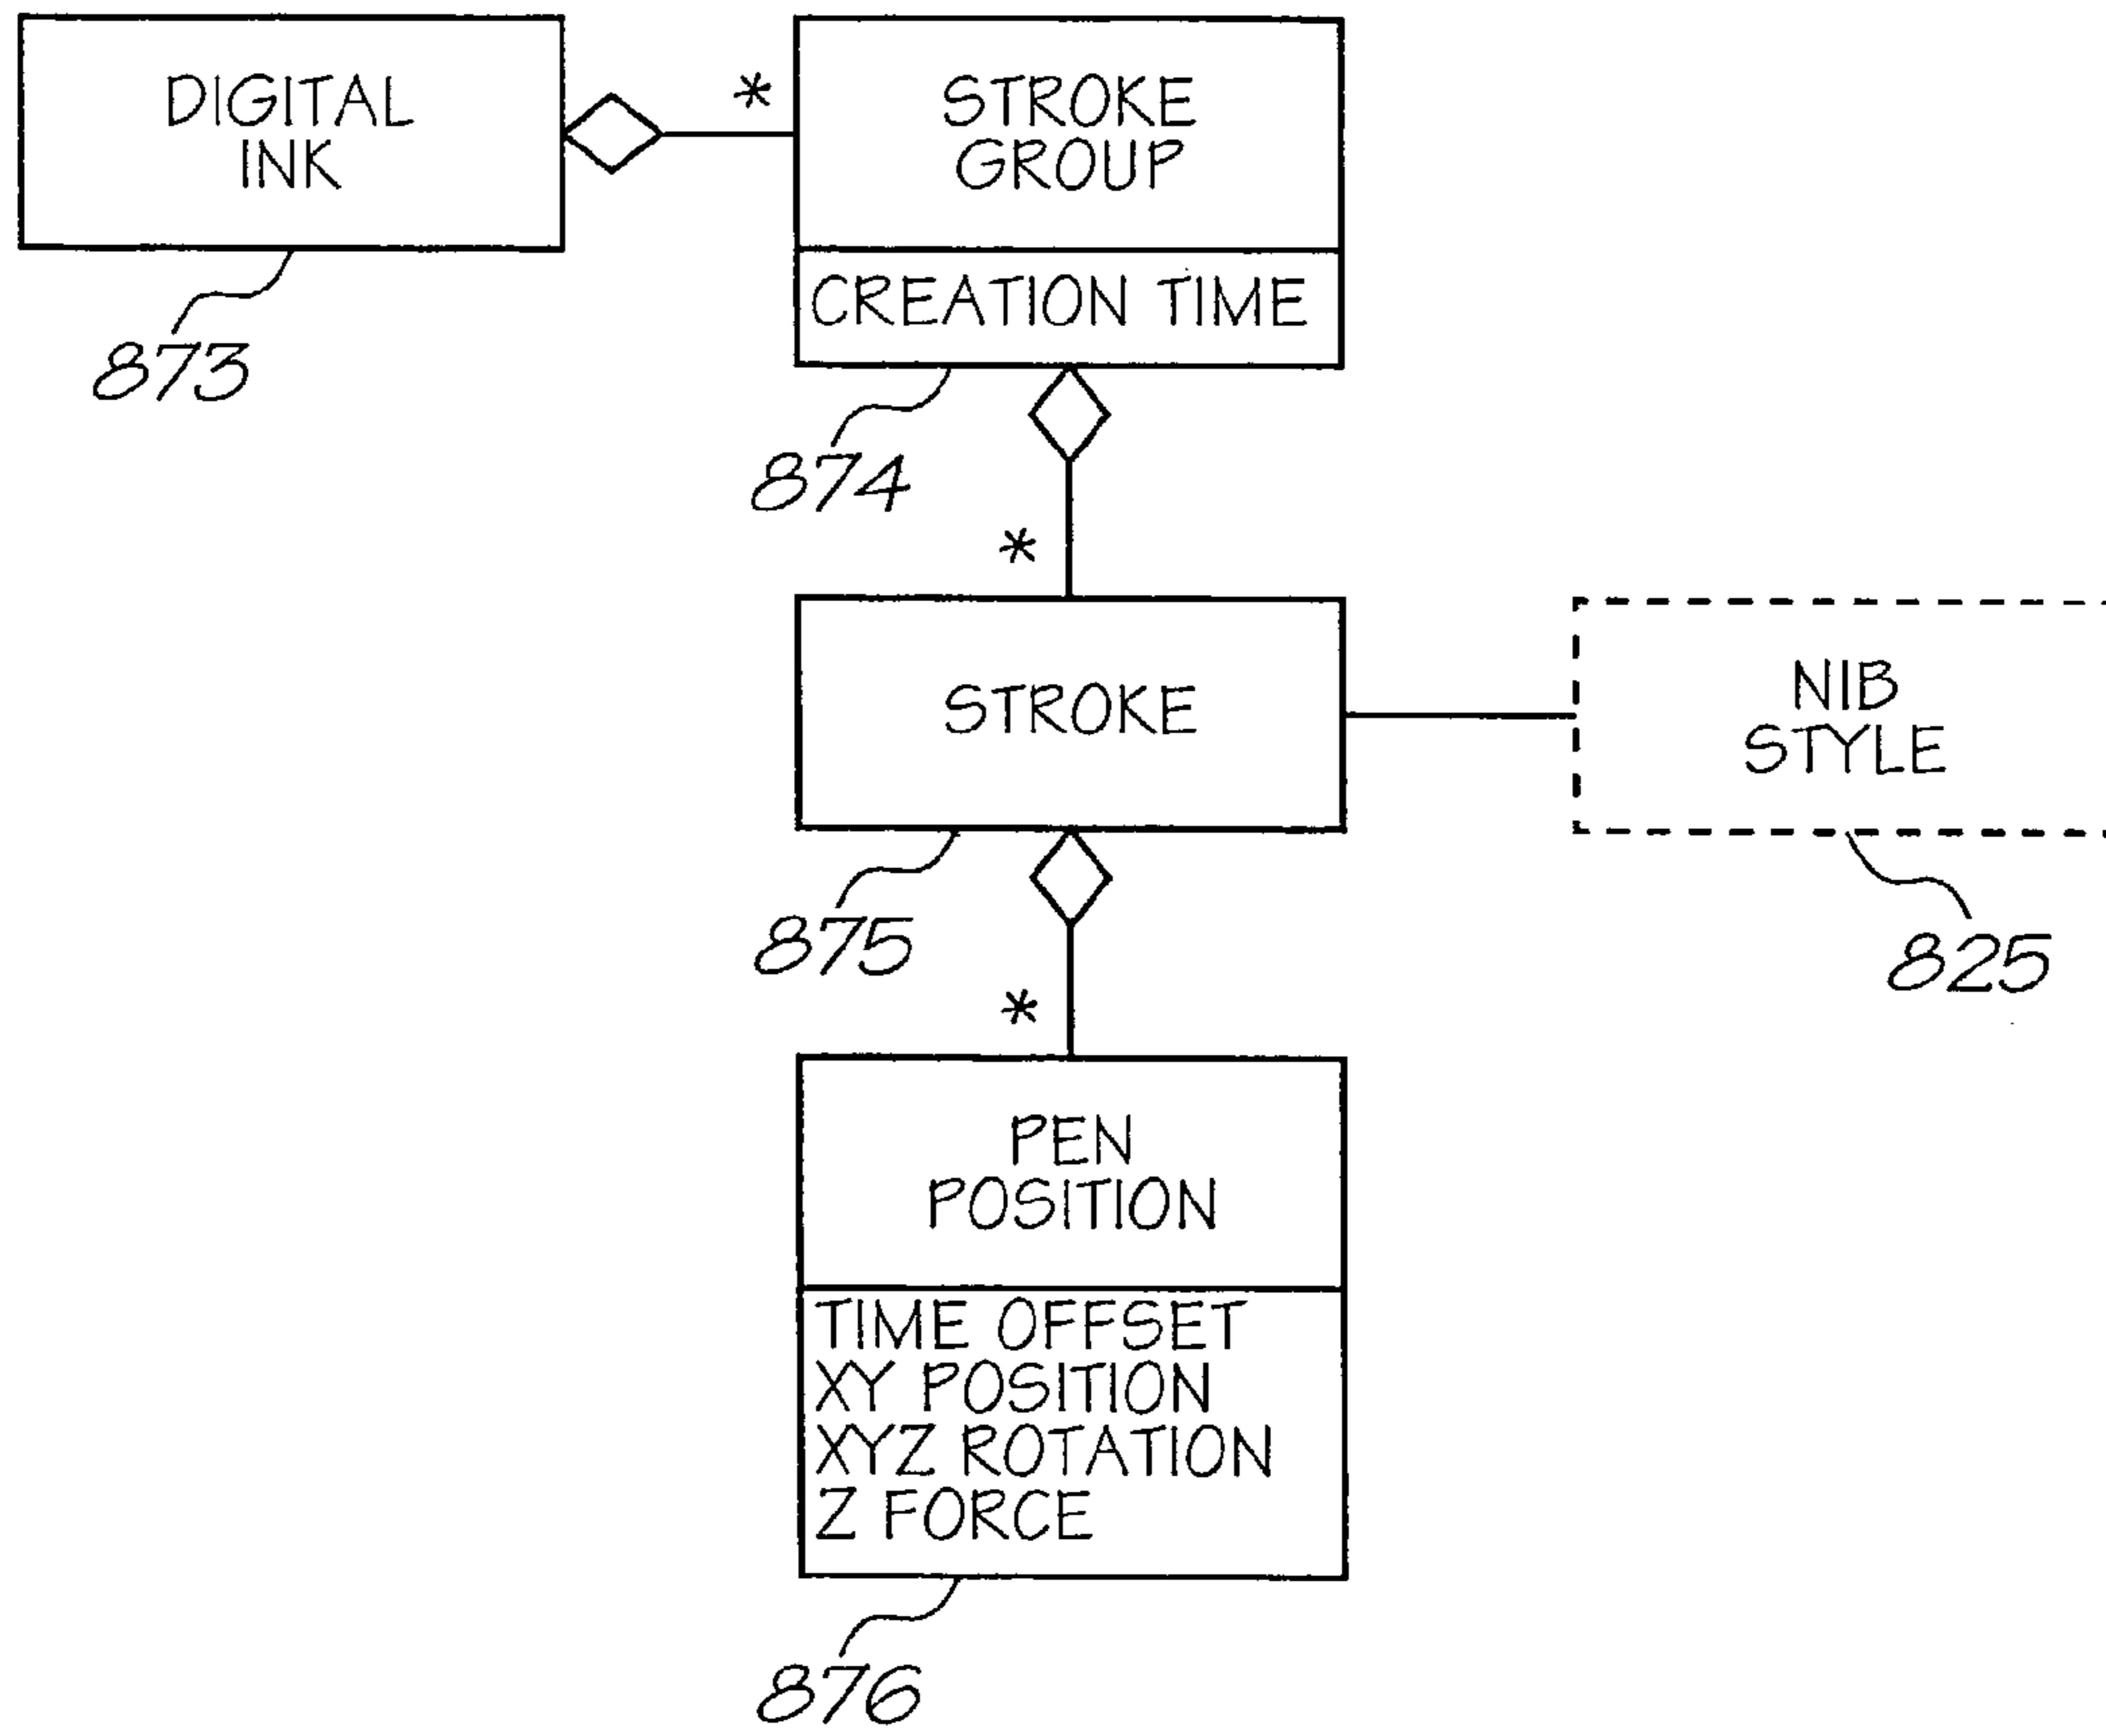 DIGITAL
INK
*
STROKE
GROUP
CREATION TIME
873
874
*
STROKE
NIB
STYLE
875
825
*
PEN
POSITION
TIME OFFSET
XY POSITION
XYZ ROTATION
Z FORCE
876